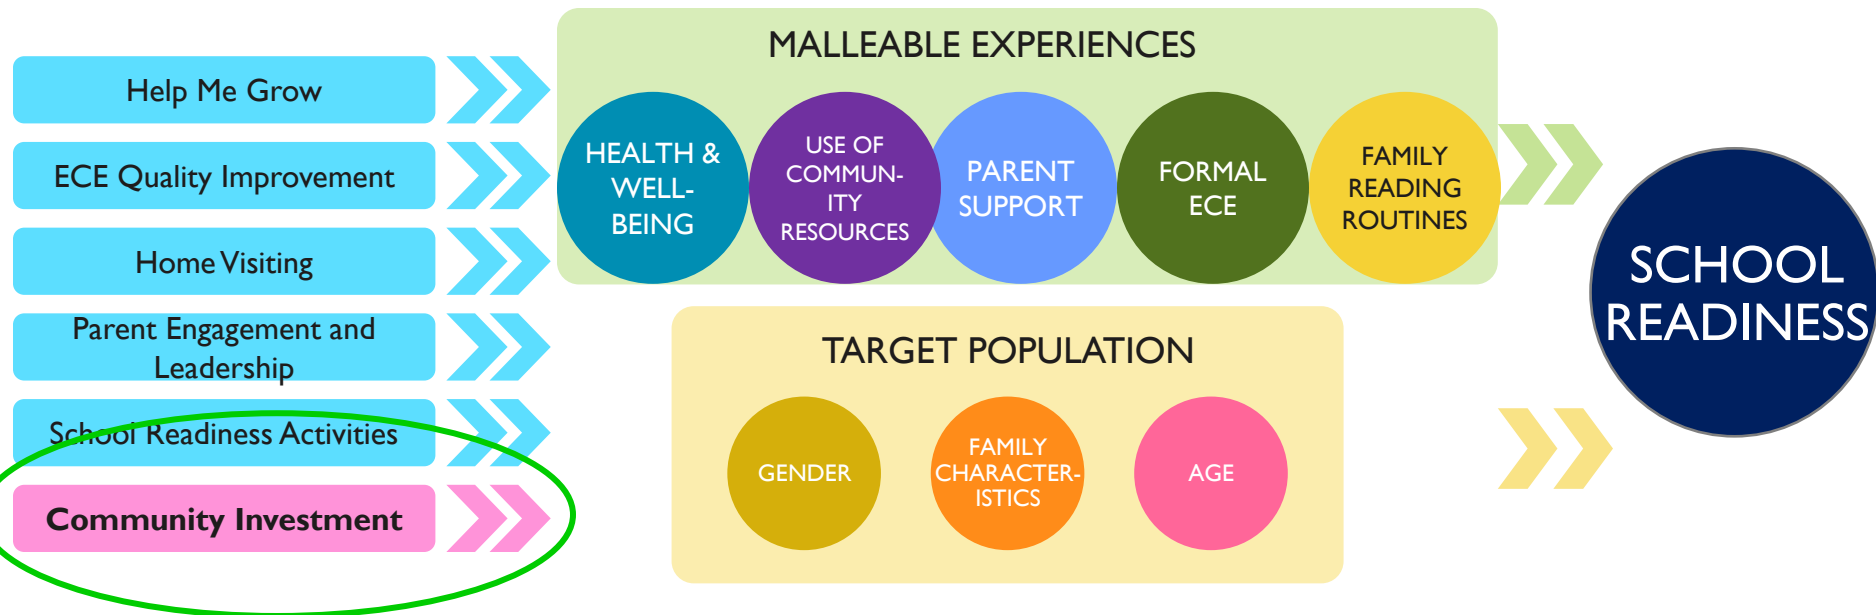 Help Me Grow
ECE Quality Improvement
Home Visiting
Parent Engagement and
Leadership
School Readiness Activities
Community Investment
MALLEABLE EXPERIENCES
HEALTH &
WELL-
BEING
USE OF
COMMUN-
ITY
RESOURCES
PARENT
SUPPORT
FORMAL
ECE
FAMILY
READING
ROUTINES
TARGET POPULATION
GENDER
FAMILY
CHARACTER-
ISTICS
AGE
SCHOOL
READINESS